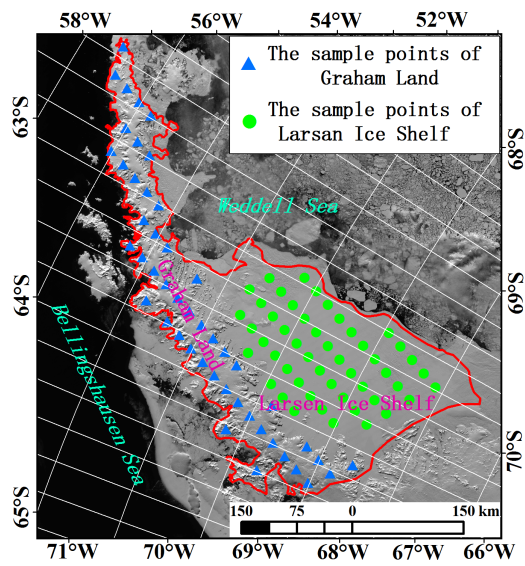 58°W 56°W 55°W 54°W 52°W 51°W
The sample points of
Graham Land
The sample points of
Larsan Ice Shelf
63°S
68°S
Weddell Sea
64°S
69°S
Graham Land
Bellingshausen Sea
Larsen Ice Shelf
70°S
65°S
150 75 0 150 km
71°W 70°W 69°W 68°W 67°W 66°W